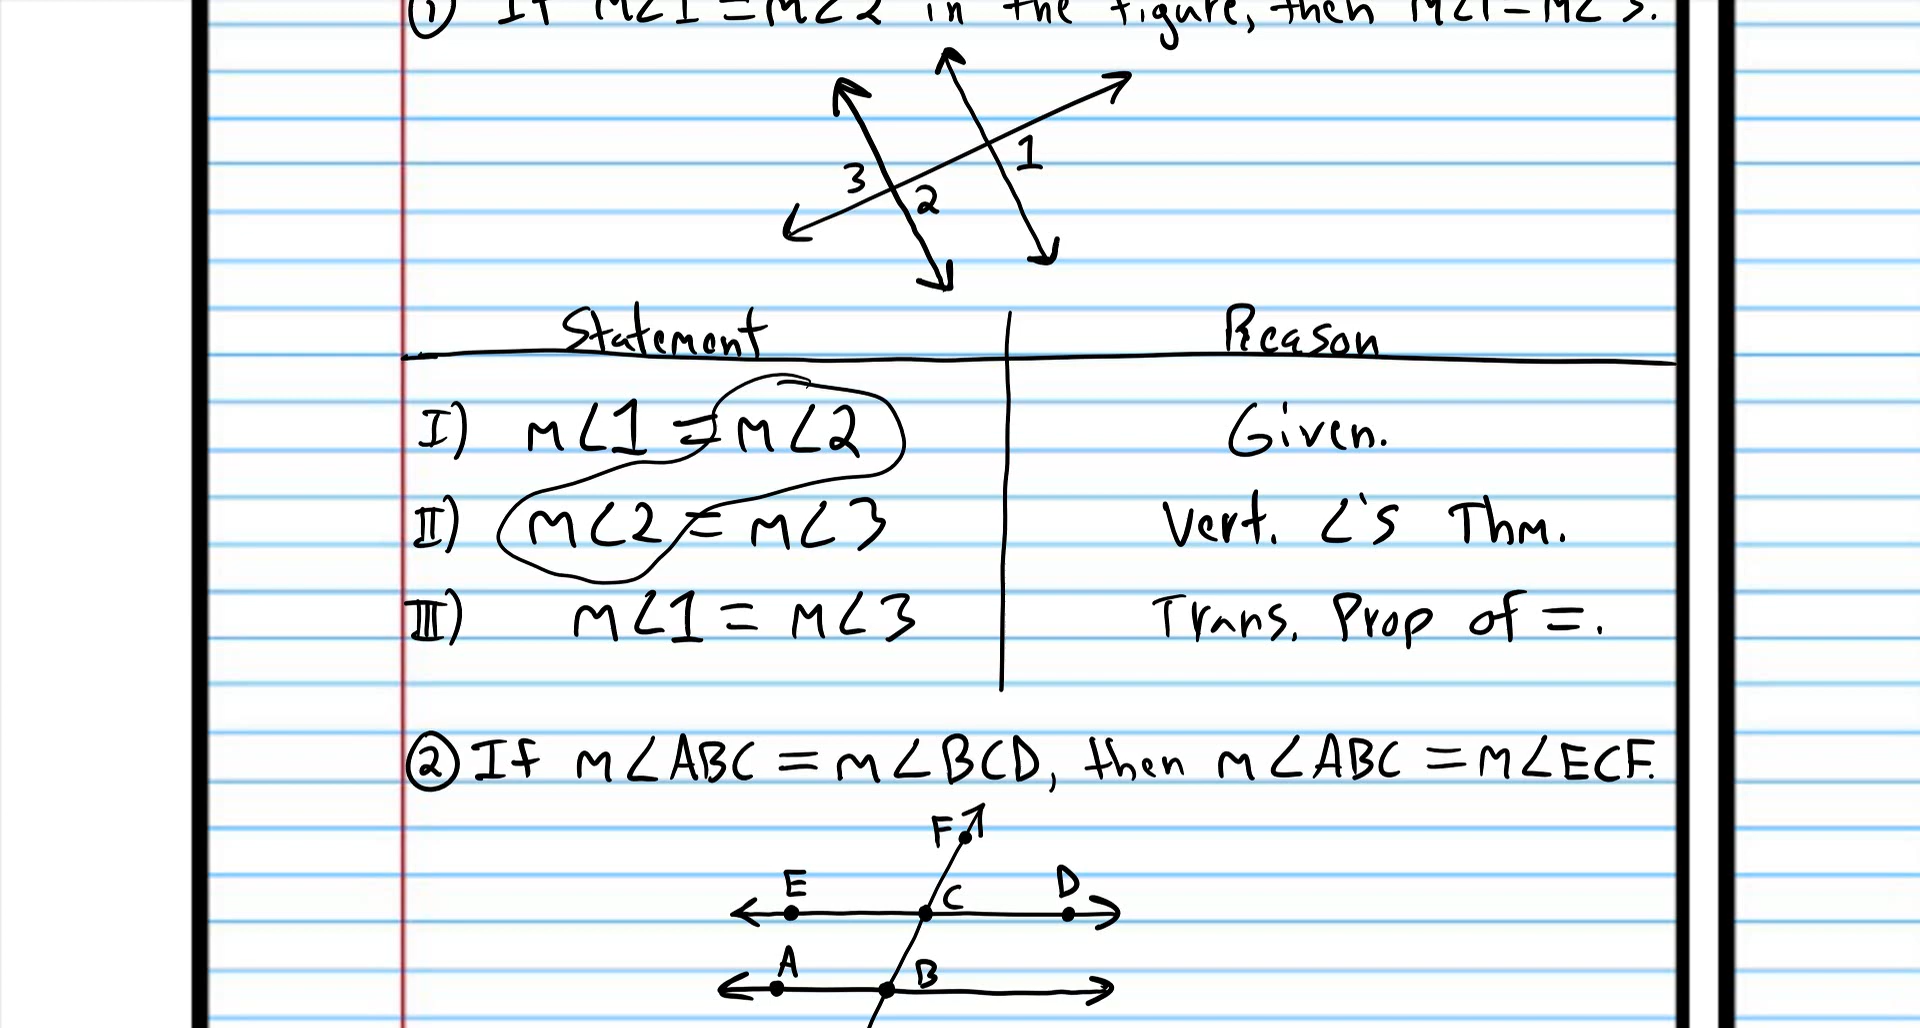 ① If m∠1 = m∠2 in the figure, then m∠1 = m∠3.
3 1
2
Statement Reason
I) m∠1 = m∠2 Given.
II) m∠2 = m∠3 Vert. ∠'s Thm.
III) m∠1 = m∠3 Trans. Prop of =.
② If m∠ABC = m∠BCD, then m∠ABC = m∠ECF.
F
E C D
A B